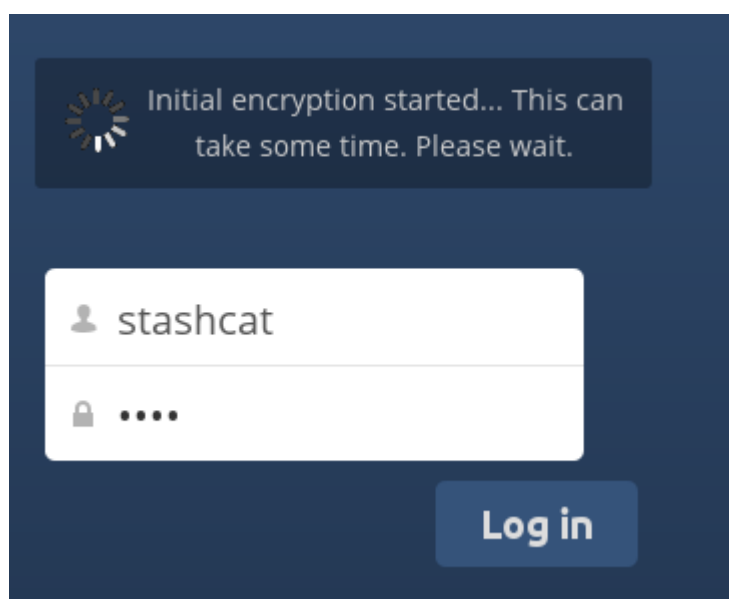 Initial encryption started... This can
take some time. Please wait.
stashcat
••••
Log in